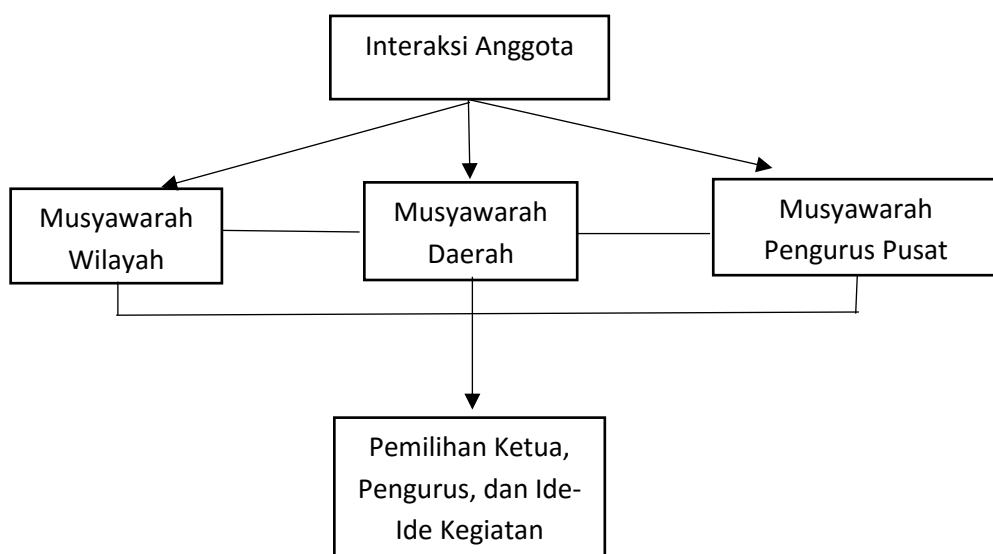 Interaksi Anggota
Musyawarah
Wilayah
Musyawarah
Daerah
Musyawarah
Pengurus Pusat
Pemilihan Ketua,
Pengurus, dan Ide-
Ide Kegiatan